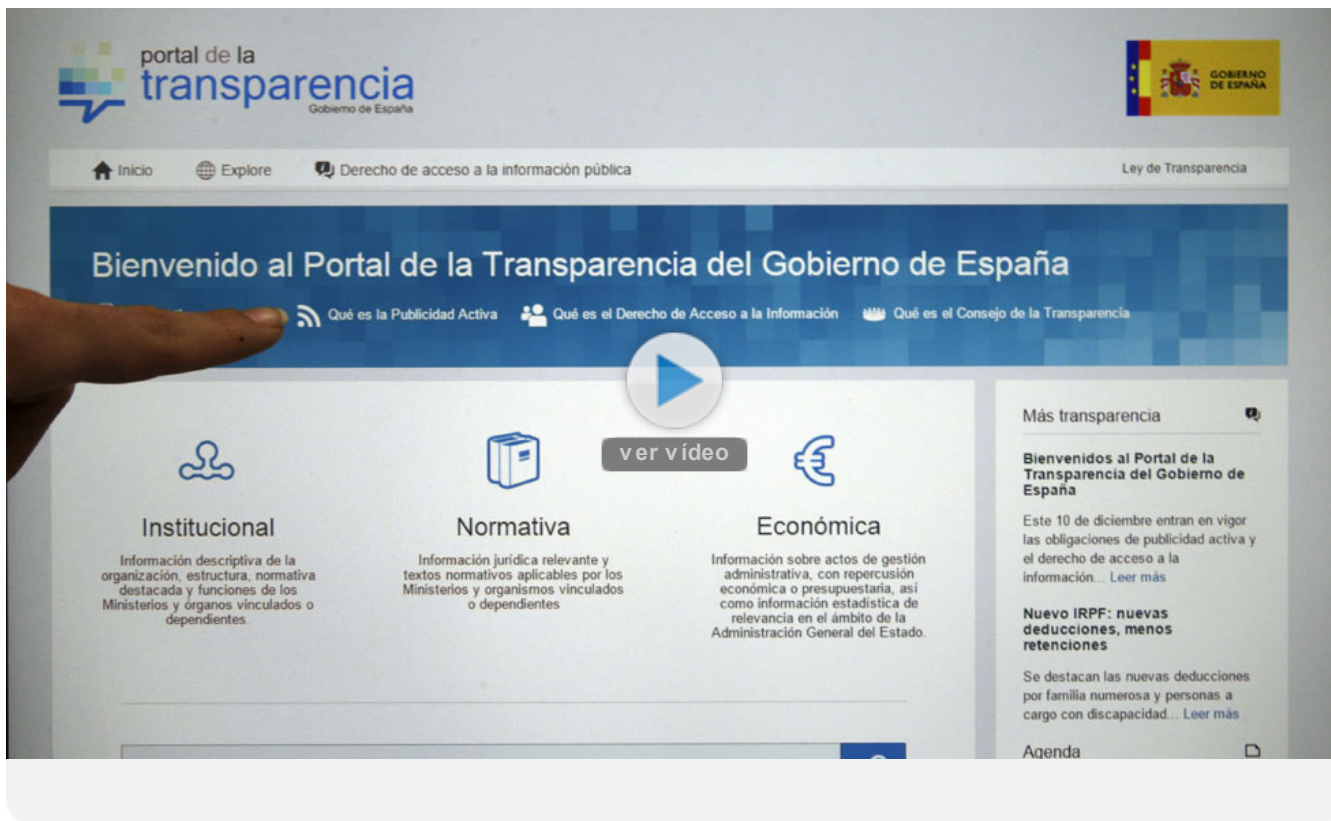 portal de la
transparencia
Gobierno de España
GOBIERNO
DE ESPAÑA
Inicio
Explore
Derecho de acceso a la información pública
Ley de Transparencia
Bienvenido al Portal de la Transparencia del Gobierno de España
Qué es la Publicidad Activa
Qué es el Derecho de Acceso a la Información
Qué es el Consejo de la Transparencia
ver vídeo
Institucional
Información descriptiva de la
organización, estructura, normativa
destacada y funciones de los
Ministerios y órganos vinculados o
dependientes.
Normativa
Información jurídica relevante y
textos normativos aplicables por los
Ministerios y organismos vinculados
o dependientes
Económica
Información sobre actos de gestión
administrativa, con repercusión
económica o presupuestaria, así
como información estadística de
relevancia en el ámbito de la
Administración General del Estado.
Más transparencia
Bienvenidos al Portal de la
Transparencia del Gobierno de
España
Este 10 de diciembre entran en vigor
las obligaciones de publicidad activa y
el derecho de acceso a la
información... Leer más
Nuevo IRPF: nuevas
deducciones, menos
retenciones
Se destacan las nuevas deducciones
por familia numerosa y personas a
cargo con discapacidad... Leer más
Agenda